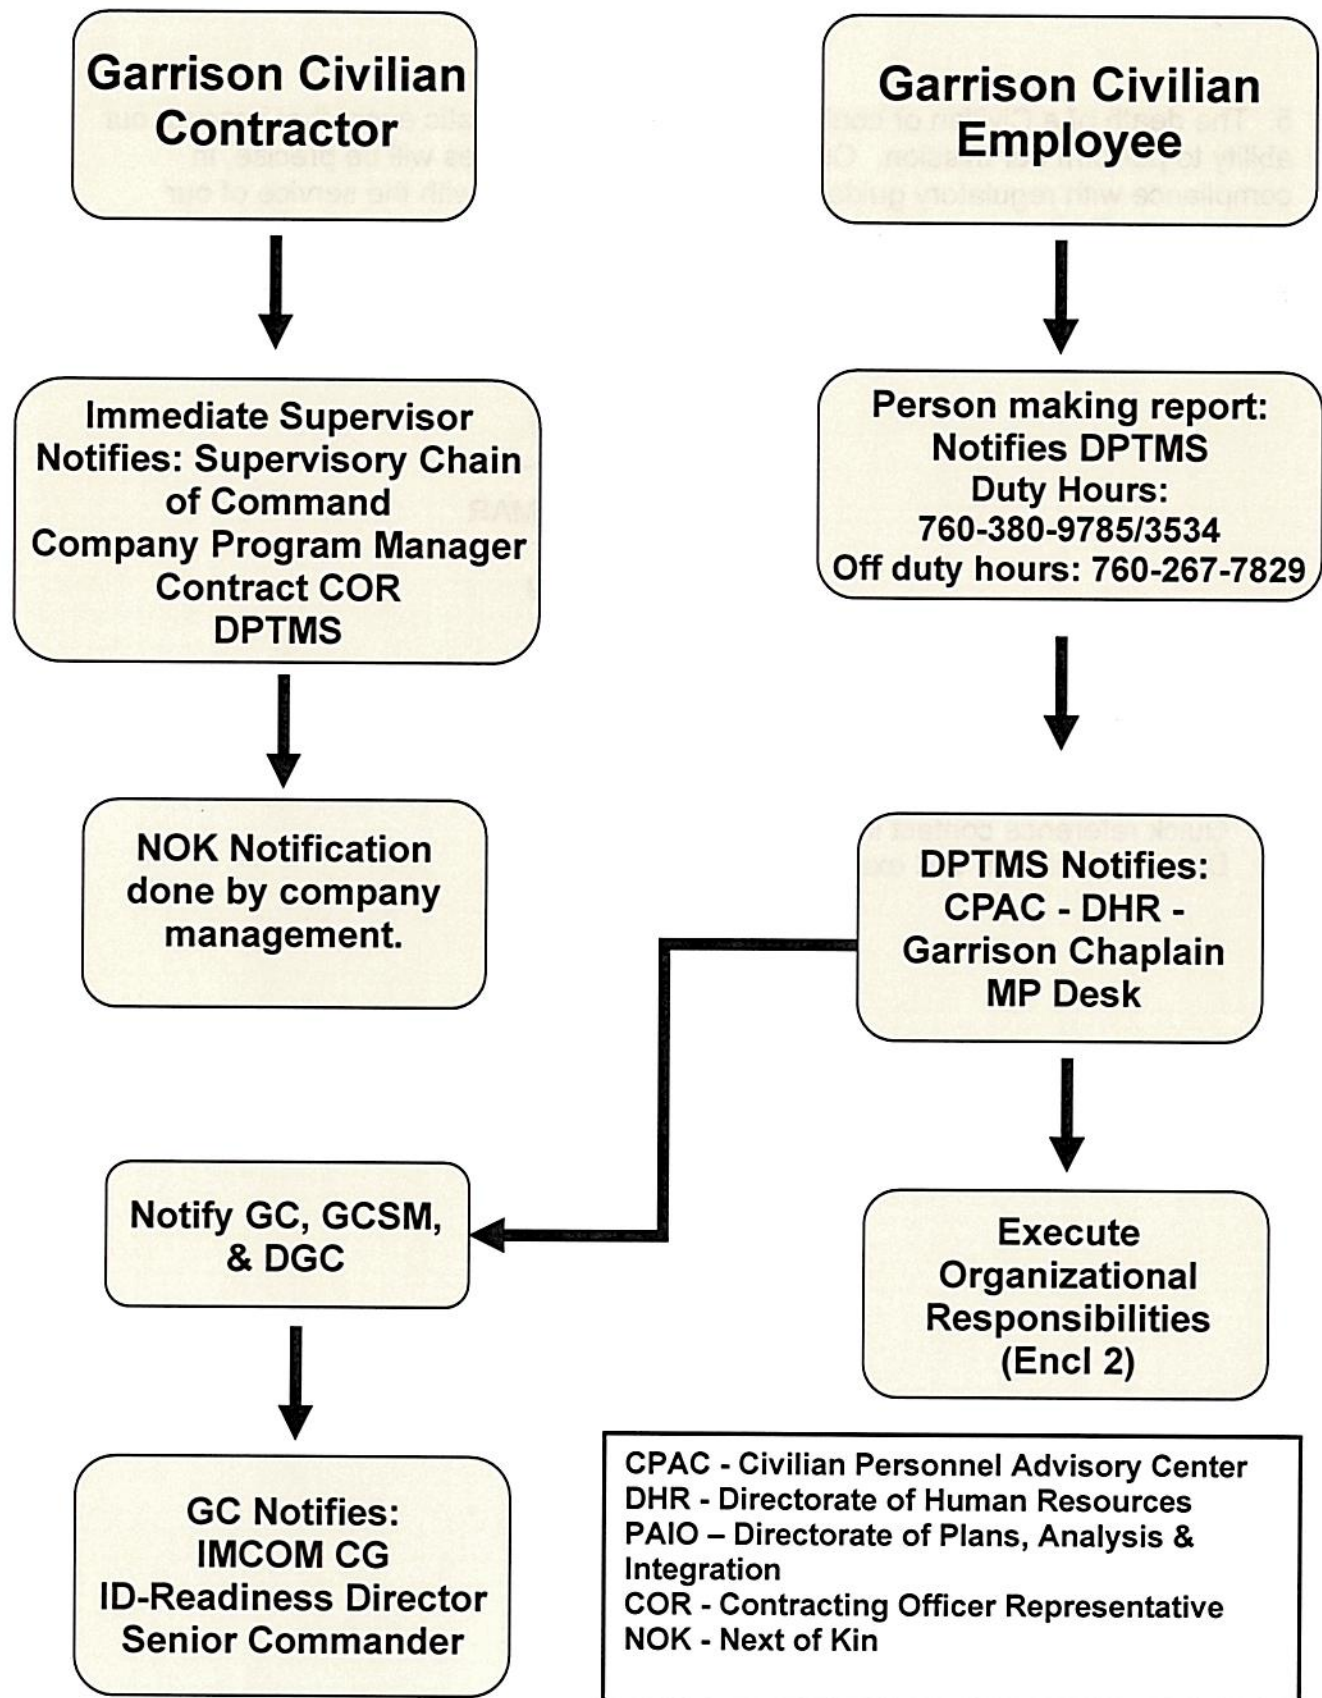 Garrison Civilian
Contractor
Immediate Supervisor
Notifies: Supervisory Chain
of Command
Company Program Manager
Contract COR
DPTMS
NOK Notification
done by company
management.
Garrison Civilian
Employee
Person making report:
Notifies DPTMS
Duty Hours:
760-380-9785/3534
Off duty hours: 760-267-7829
DPTMS Notifies:
CPAC - DHR -
Garrison Chaplain
MP Desk
Execute
Organizational
Responsibilities
(Encl 2)
Notify GC, GCSM,
& DGC
GC Notifies:
IMCOM CG
ID-Readiness Director
Senior Commander
CPAC - Civilian Personnel Advisory Center
DHR - Directorate of Human Resources
PAIO – Directorate of Plans, Analysis &
Integration
COR - Contracting Officer Representative
NOK - Next of Kin